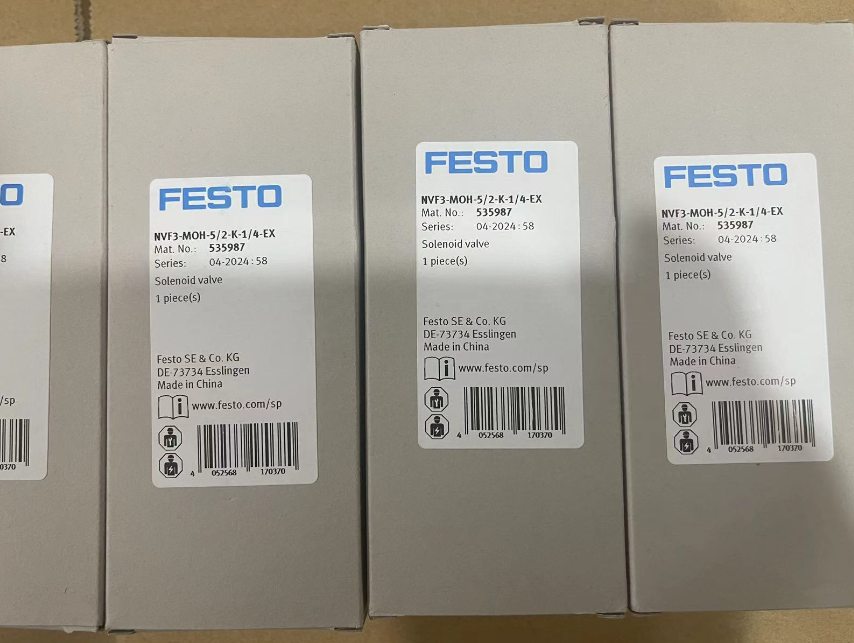 O
-EX
8
/sp
0370
FESTO
NVF3-MOH-5/2-K-1/4-EX
Mat. No.: 535987
Series: 04-2024:58
Solenoid valve
1 piece(s)
Festo SE & Co. KG
DE-73734 Esslingen
Made in China
www.festo.com/sp
4 052568 170370
FESTO
NVF3-MOH-5/2-K-1/4-EX
Mat. No.: 535987
Series: 04-2024:58
Solenoid valve
1 piece(s)
Festo SE & Co. KG
DE-73734 Esslingen
Made in China
www.festo.com/sp
4 052568 170370
FESTO
NVF3-MOH-5/2-K-1/4-EX
Mat. No.: 535987
Series: 04-2024:58
Solenoid valve
1 piece(s)
Festo SE & Co. KG
DE-73734 Esslingen
Made in China
www.festo.com/sp
4 052568 170370